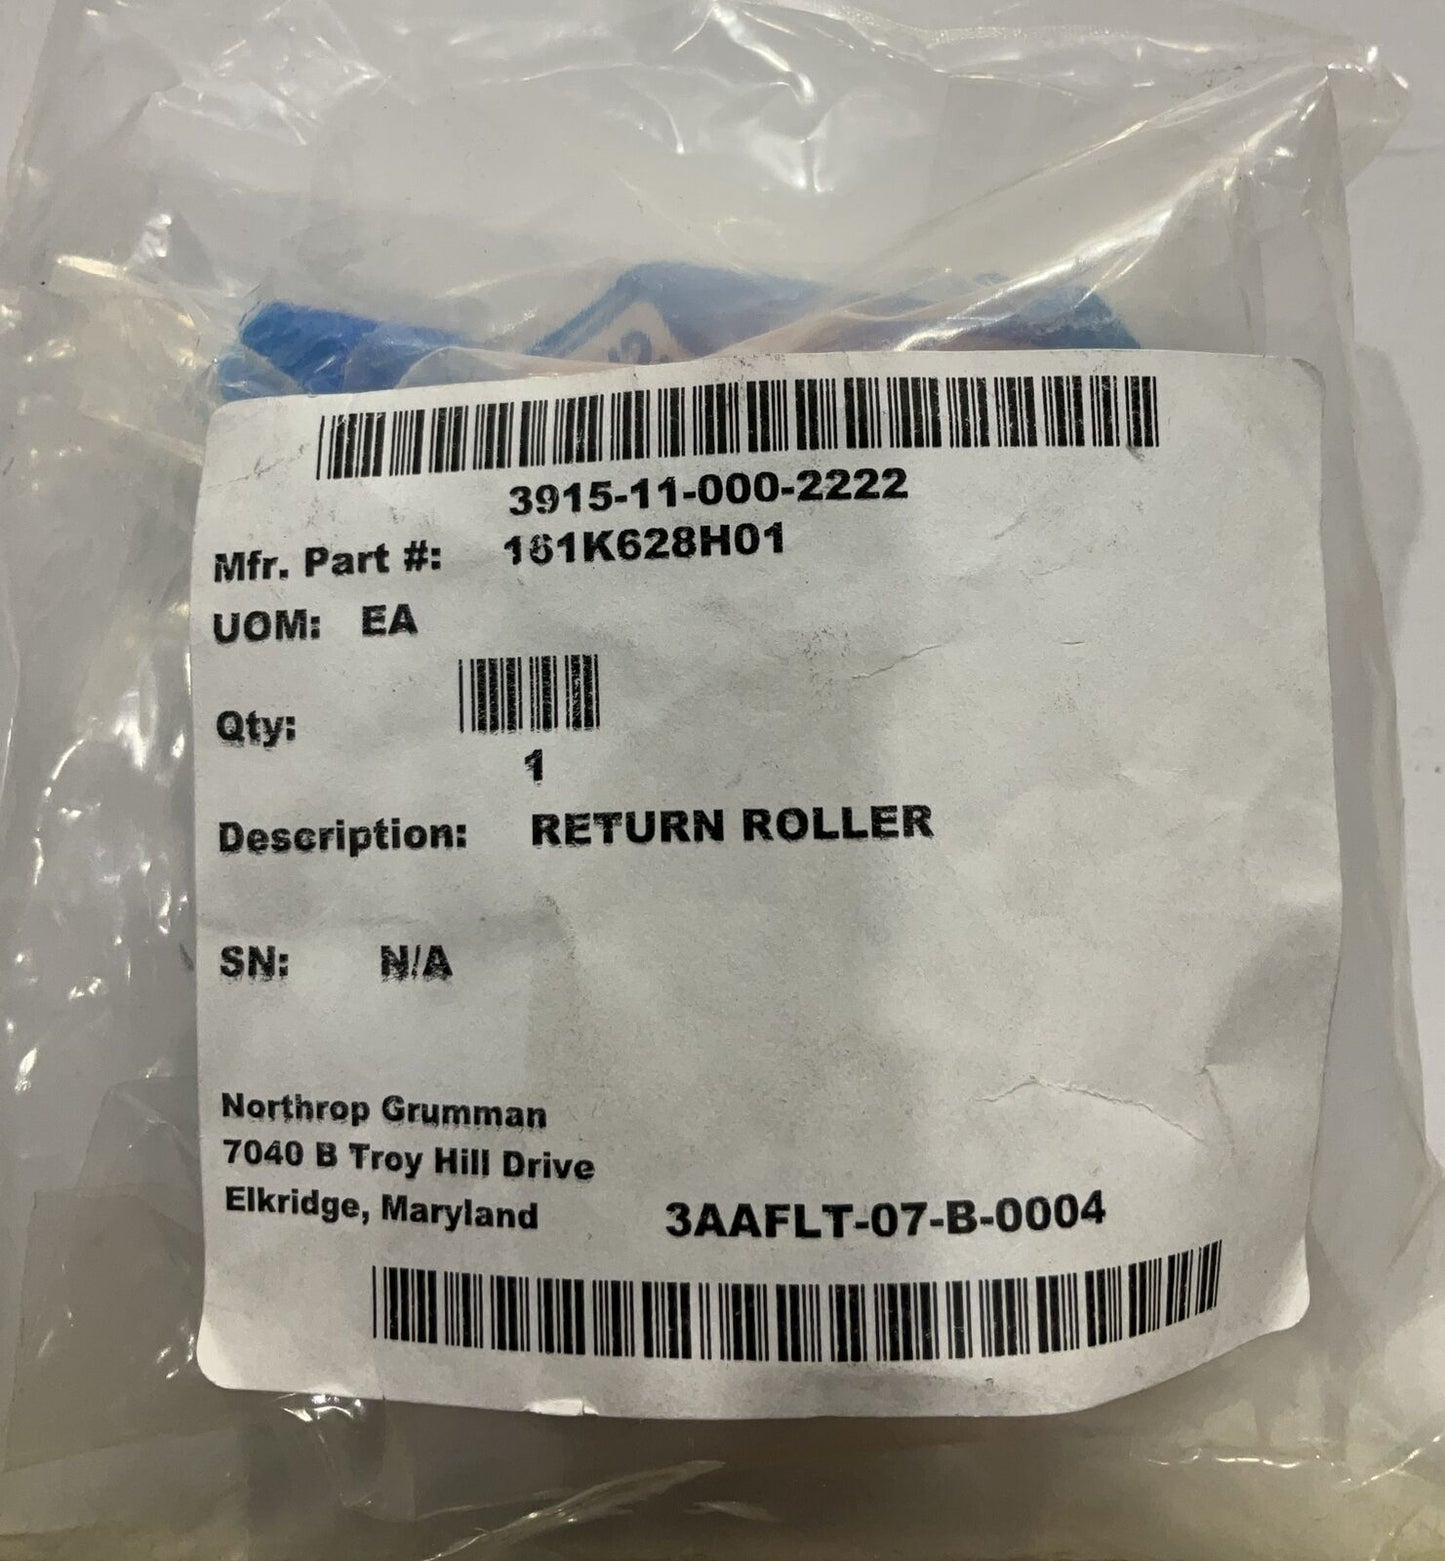 3915-11-000-2222
Mfr. Part #: 161K628H01
UOM: EA
Qty:
1
Description: RETURN ROLLER
SN: N/A
Northrop Grumman
7040 B Troy Hill Drive
Elkridge, Maryland
3AAFLT-07-B-0004